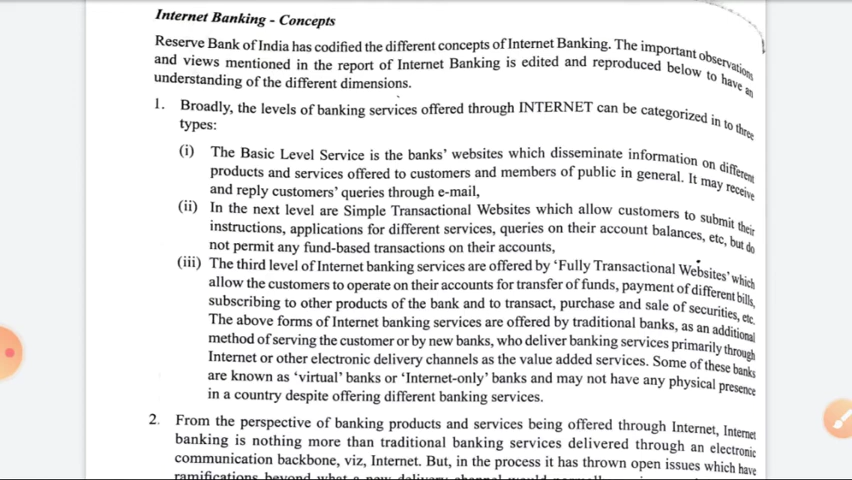 Internet Banking - Concepts
Reserve Bank of India has codified the different concepts of Internet Banking. The important observations
and views mentioned in the report of Internet Banking is edited and reproduced below to have an
understanding of the different dimensions.
1. Broadly, the levels of banking services offered through INTERNET can be categorized in to three
types:
(i) The Basic Level Service is the banks' websites which disseminate information on different
products and services offered to customers and members of public in general. It may receive
and reply customers' queries through e-mail,
(ii) In the next level are Simple Transactional Websites which allow customers to submit their
instructions, applications for different services, queries on their account balances, etc, but do
not permit any fund-based transactions on their accounts,
(iii) The third level of Internet banking services are offered by 'Fully Transactional Websites' which
allow the customers to operate on their accounts for transfer of funds, payment of different bills,
subscribing to other products of the bank and to transact, purchase and sale of securities, etc.
The above forms of Internet banking services are offered by traditional banks, as an additional
method of serving the customer or by new banks, who deliver banking services primarily through
Internet or other electronic delivery channels as the value added services. Some of these banks
are known as 'virtual' banks or 'Internet-only' banks and may not have any physical presence
in a country despite offering different banking services.
2. From the perspective of banking products and services being offered through Internet, Internet
banking is nothing more than traditional banking services delivered through an electronic
communication backbone, viz, Internet. But, in the process it has thrown open issues which have
ramifications beyond what a new delivery channel would